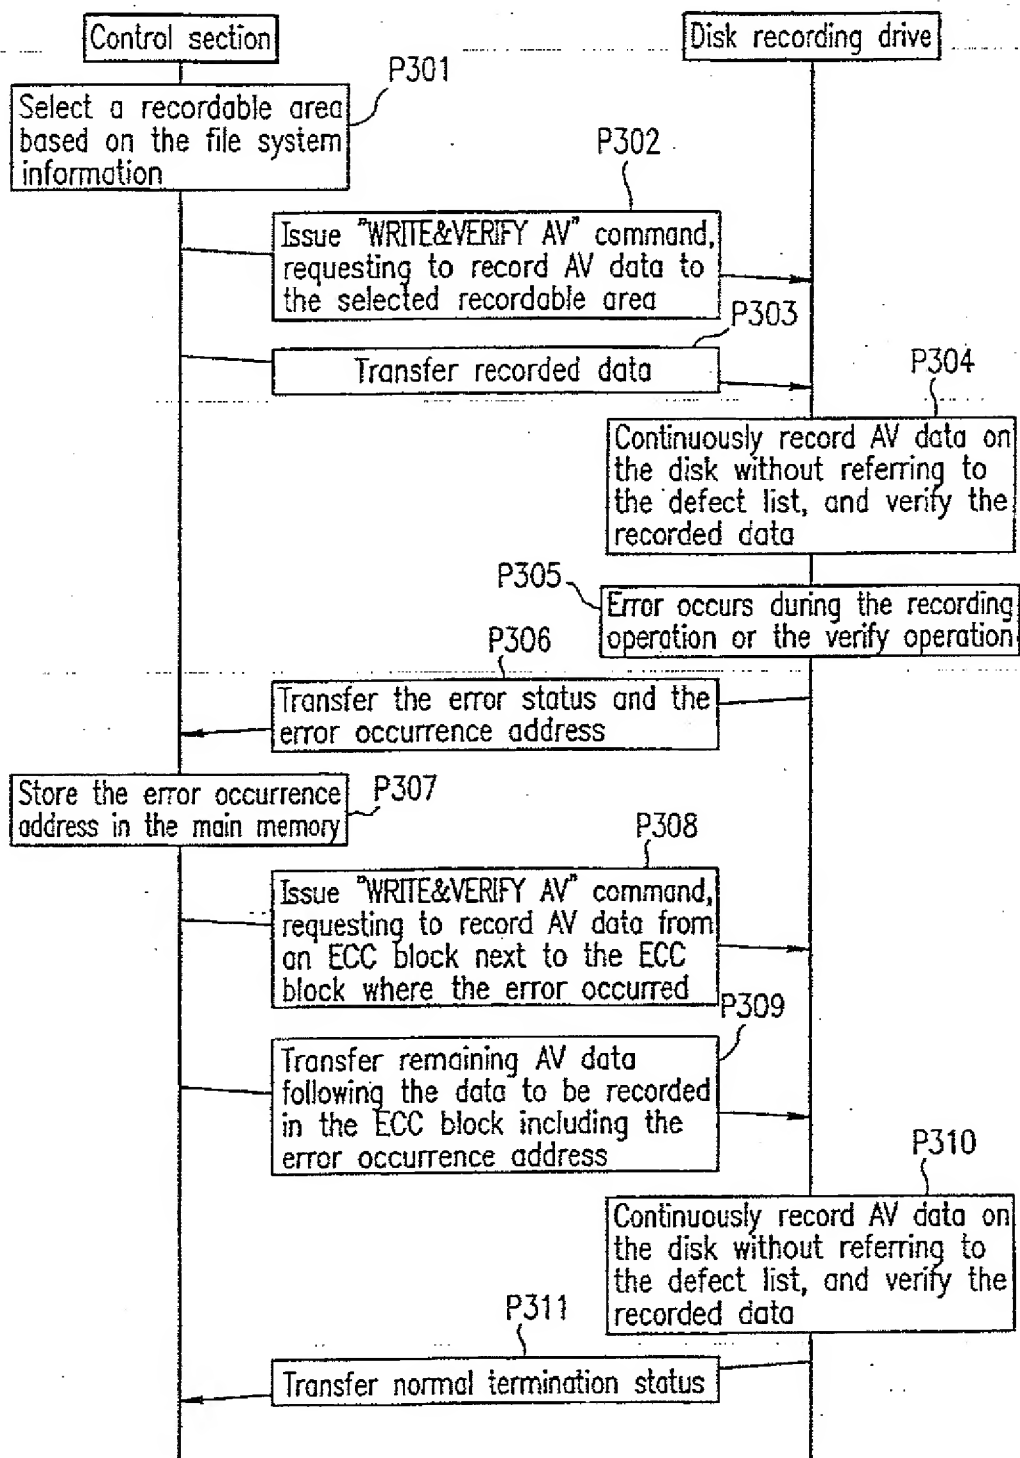 Control section
Disk recording drive
P301
Select a recordable area
based on the file system
information
P302
Issue "WRITE&VERIFY AV" command,
requesting to record AV data to
the selected recordable area
P303
Transfer recorded data
P304
Continuously record AV data on
the disk without referring to
the defect list, and verify the
recorded data
P305
Error occurs during the recording
operation or the verify operation
P306
Transfer the error status and the
error occurrence address
P307
Store the error occurrence
address in the main memory
P308
Issue "WRITE&VERIFY AV" command,
requesting to record AV data from
an ECC block next to the ECC
block where the error occurred
P309
Transfer remaining AV data
following the data to be recorded
in the ECC block including the
error occurrence address
P310
Continuously record AV data on
the disk without referring to
the defect list, and verify the
recorded data
P311
Transfer normal termination status